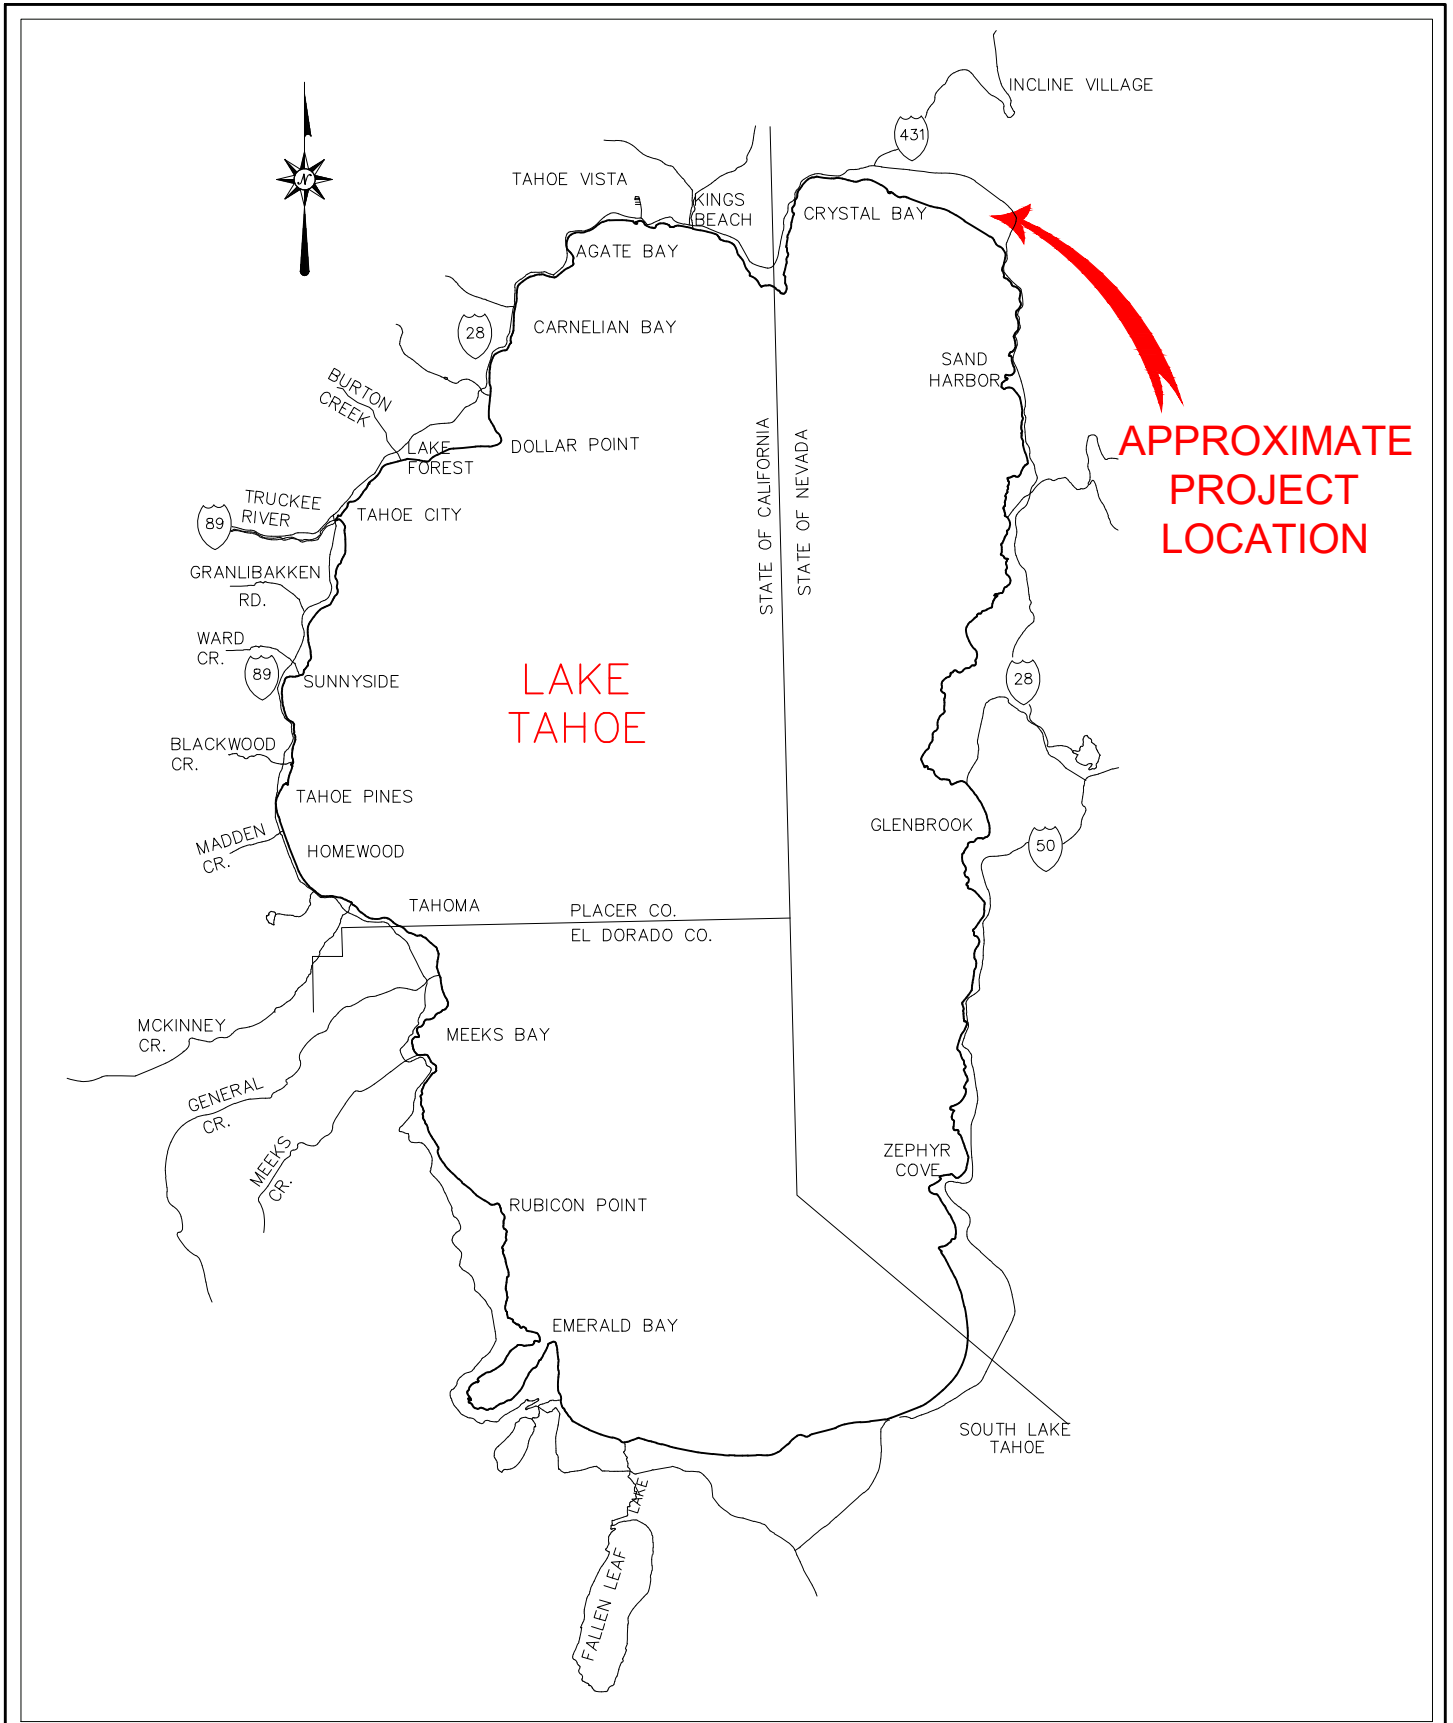 INCLINE VILLAGE
431
N
TAHOE VISTA
KINGS
BEACH
CRYSTAL BAY
AGATE BAY
28
CARNELIAN BAY
SAND
HARBOR
BURTON
CREEK
LAKE
FOREST
DOLLAR POINT
APPROXIMATE
PROJECT
LOCATION
STATE OF CALIFORNIA
STATE OF NEVADA
89
TRUCKEE
RIVER
TAHOE CITY
GRANLIBAKKEN
RD.
WARD
CR.
89
SUNNYSIDE
LAKE
TAHOE
28
BLACKWOOD
CR.
TAHOE PINES
GLENBROOK
50
MADDEN
CR.
HOMEWOOD
TAHOMA
PLACER CO.
EL DORADO CO.
MCKINNEY
CR.
MEEKS BAY
GENERAL
CR.
MEEKS
CR.
ZEPHYR
COVE
RUBICON POINT
EMERALD BAY
SOUTH LAKE
TAHOE
FALLEN LEAF LAKE